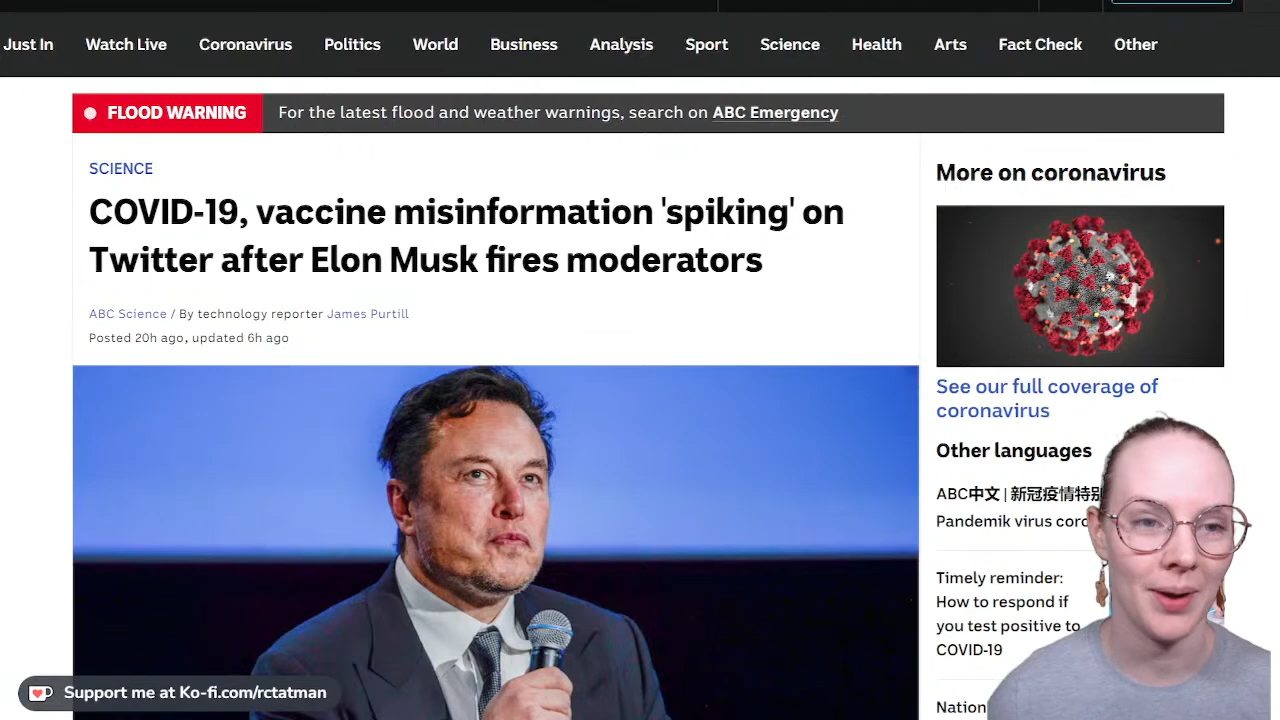 Just In Watch Live Coronavirus Politics World Business Analysis Sport Science Health Arts Fact Check Other
FLOOD WARNING For the latest flood and weather warnings, search on ABC Emergency
SCIENCE
COVID-19, vaccine misinformation 'spiking' on
Twitter after Elon Musk fires moderators
ABC Science / By technology reporter James Purtill
Posted 20h ago, updated 6h ago
More on coronavirus
See our full coverage of
coronavirus
Other languages
ABC中文 | 新冠疫情特别
Pandemik virus coro
Timely reminder:
How to respond if
you test positive to
COVID-19
Nation
Support me at Ko-fi.com/rctatman